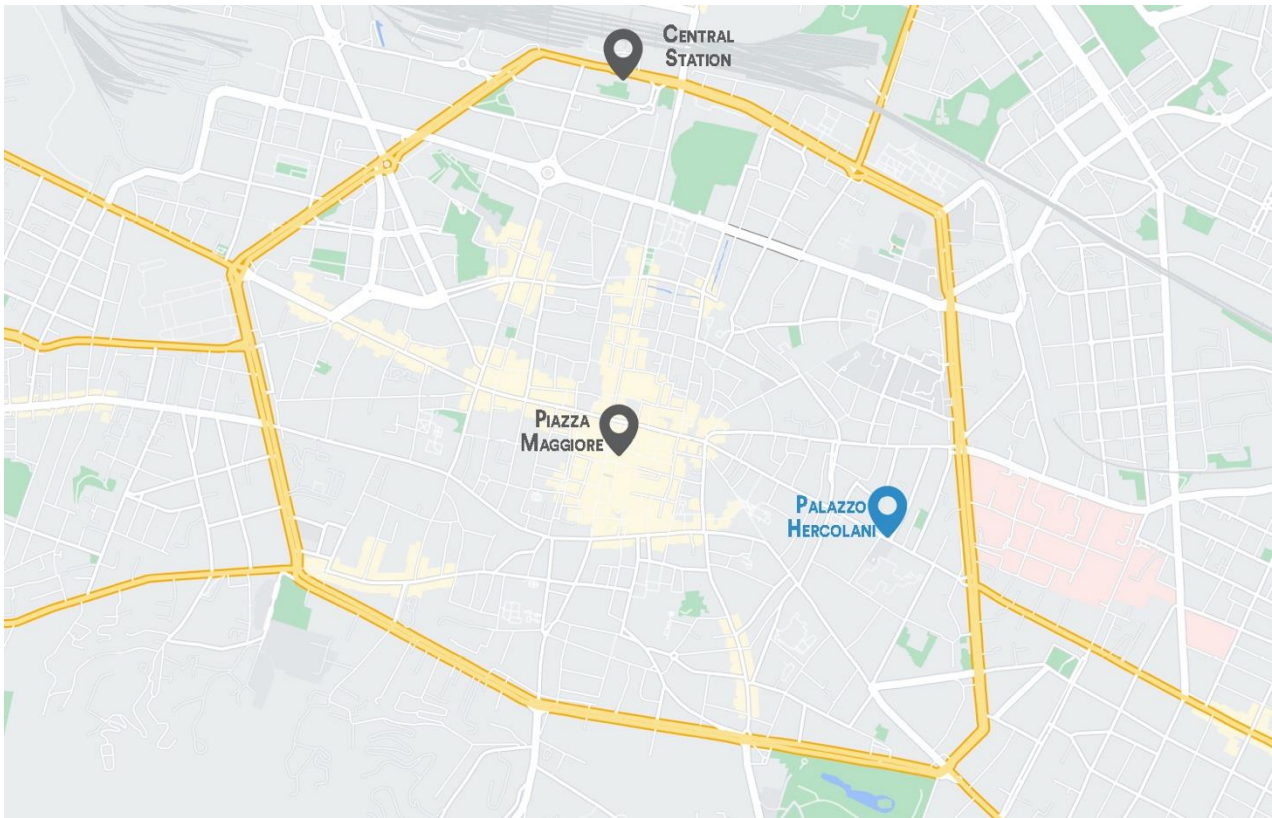 CENTRAL
STATION
PIAZZA
MAGGIORE
PALAZZO
HERCOLANI